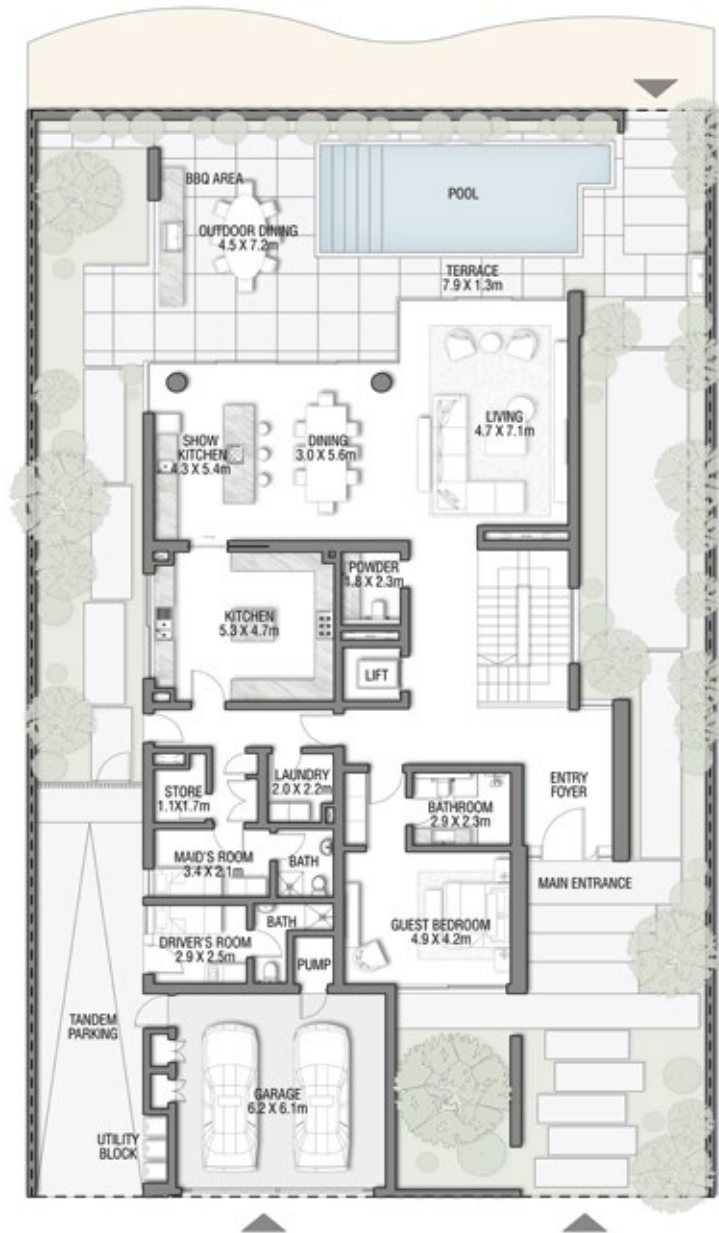 BBQ AREA
POOL
OUTDOOR DINING
4.5 X 7.2m
TERRACE
7.9 X 1.3m
LIVING
4.7 X 7.1m
SHOW
KITCHEN
4.3 X 5.4m
DINING
3.0 X 5.6m
POWDER
1.8 X 2.3m
KITCHEN
5.3 X 4.7m
LIFT
STORE
1.1X1.7m
LAUNDRY
2.0 X 2.2m
BATHROOM
2.9 X 2.3m
ENTRY
FOYER
MAID'S ROOM
3.4 X 2.1m
BATH
MAIN ENTRANCE
DRIVER'S ROOM
2.9 X 2.5m
BATH
GUEST BEDROOM
4.9 X 4.2m
PUMP
TANDEM
PARKING
GARAGE
6.2 X 6.1m
UTILITY
BLOCK